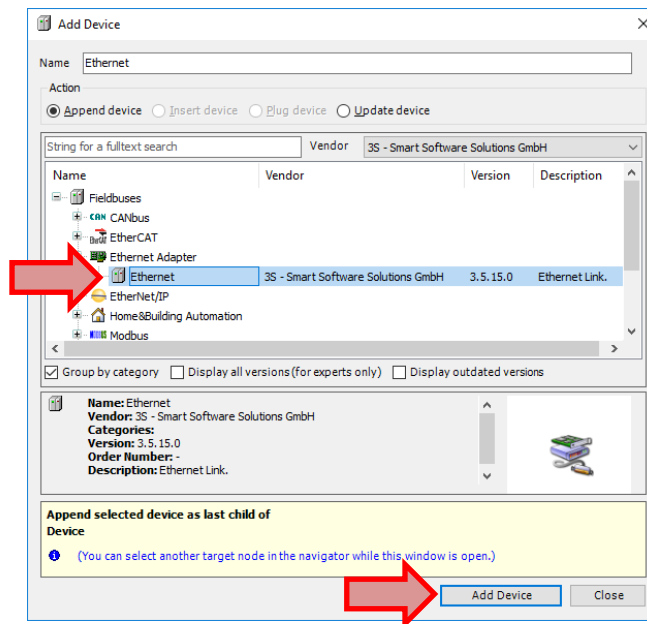 Add Device
Name Ethernet
Action
Append device Insert device Plug device Update device
String for a fulltext search Vendor 3S - Smart Software Solutions GmbH
Name Vendor Version Description
Fieldbuses
CAN CANbus
EtherCAT
Ethernet Adapter
Ethernet 3S - Smart Software Solutions GmbH 3.5.15.0 Ethernet Link.
EtherNet/IP
Home&Building Automation
Modbus
Group by category Display all versions (for experts only) Display outdated versions
Name: Ethernet
Vendor: 3S - Smart Software Solutions GmbH
Categories:
Version: 3.5.15.0
Order Number: -
Description: Ethernet Link.
Append selected device as last child of
Device
(You can select another target node in the navigator while this window is open.)
Add Device Close